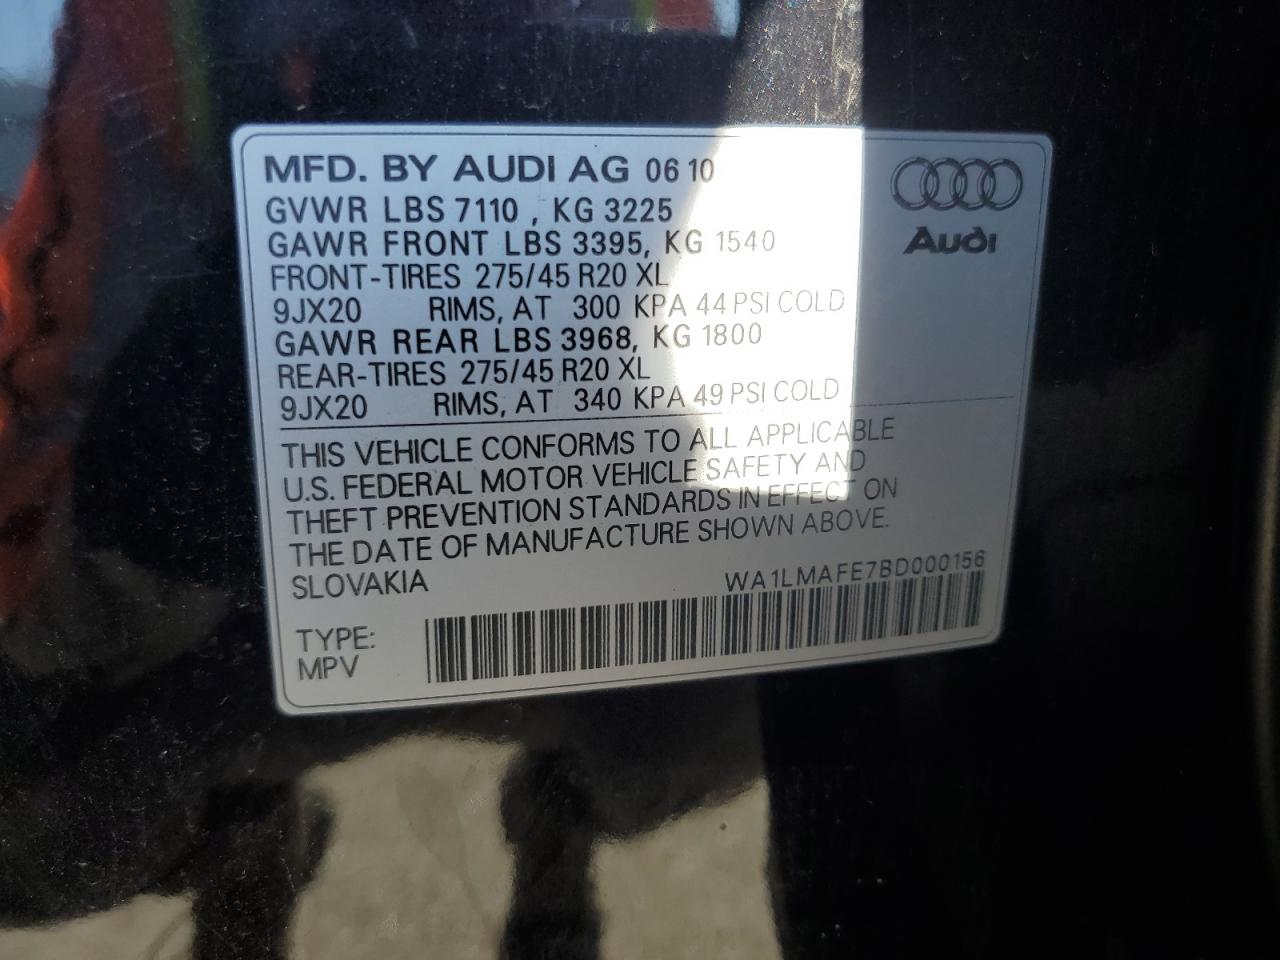 MFD. BY AUDI AG 06 10
GVWR LBS 7110 , KG 3225
GAWR FRONT LBS 3395, KG 1540
FRONT-TIRES 275/45 R20 XL
9JX20 RIMS, AT 300 KPA 44 PSI COLD
GAWR REAR LBS 3968, KG 1800
REAR-TIRES 275/45 R20 XL
9JX20 RIMS, AT 340 KPA 49 PSI COLD
Audi
THIS VEHICLE CONFORMS TO ALL APPLICABLE
U.S. FEDERAL MOTOR VEHICLE SAFETY AND
THEFT PREVENTION STANDARDS IN EFFECT ON
THE DATE OF MANUFACTURE SHOWN ABOVE.
SLOVAKIA WA1LMAFE7BD000156
TYPE:
MPV